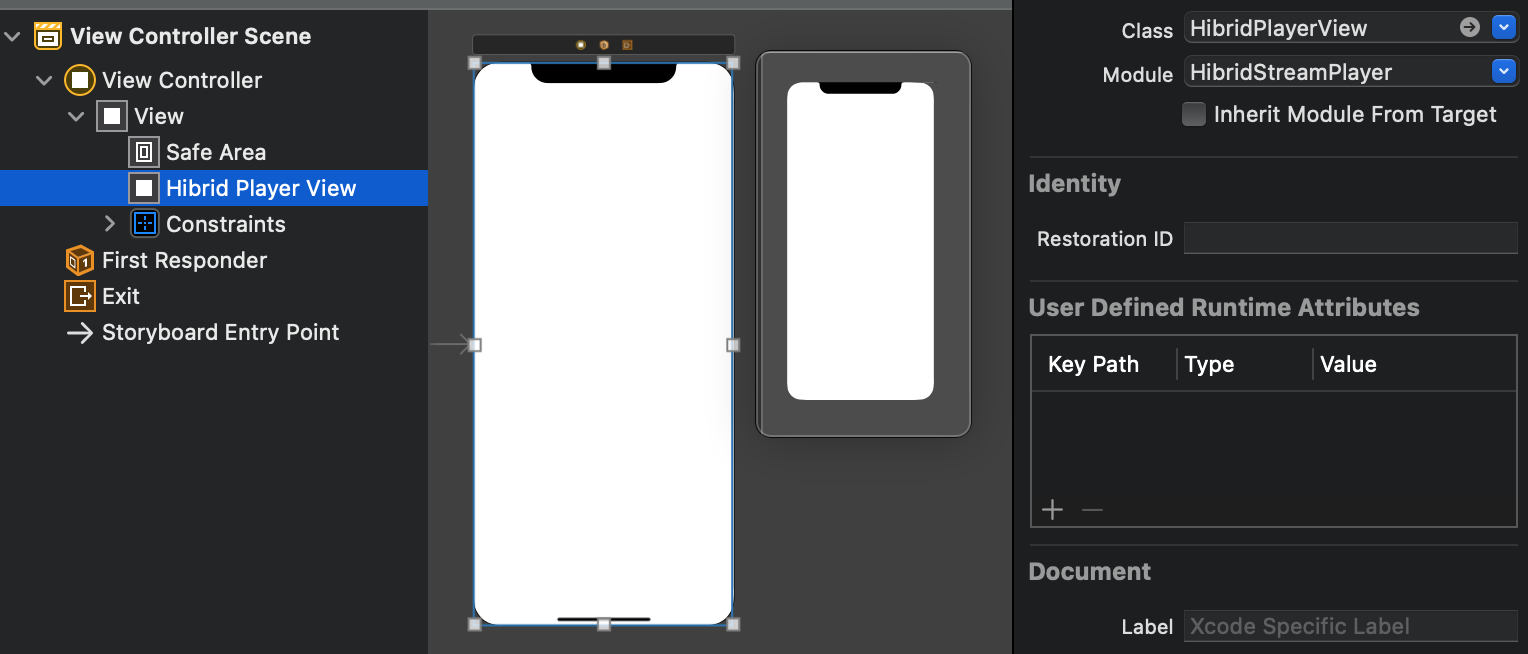 View Controller Scene
View Controller
View
Safe Area
Hibrid Player View
Constraints
First Responder
Exit
Storyboard Entry Point
Class HibridPlayerView
Module HibridStreamPlayer
Inherit Module From Target
Identity
Restoration ID
User Defined Runtime Attributes
Key Path Type Value
Document
Label Xcode Specific Label